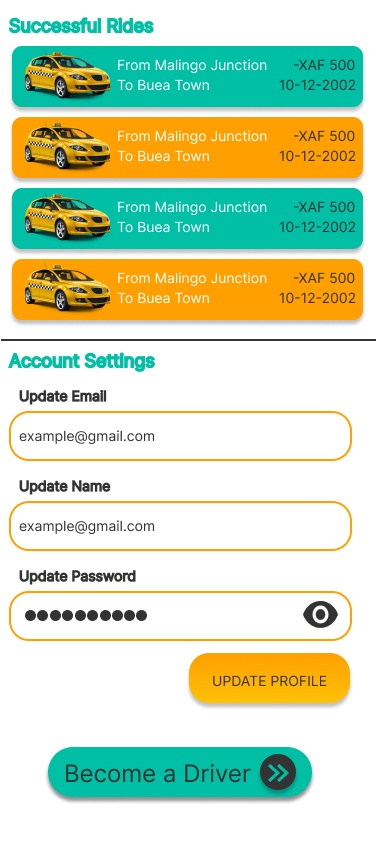 Successful Rides
From Malingo Junction -XAF 500
To Buea Town 10-12-2002
From Malingo Junction -XAF 500
To Buea Town 10-12-2002
From Malingo Junction -XAF 500
To Buea Town 10-12-2002
From Malingo Junction -XAF 500
To Buea Town 10-12-2002
Account Settings
Update Email
example@gmail.com
Update Name
example@gmail.com
Update Password
●●●●●●●●●●
UPDATE PROFILE
Become a Driver